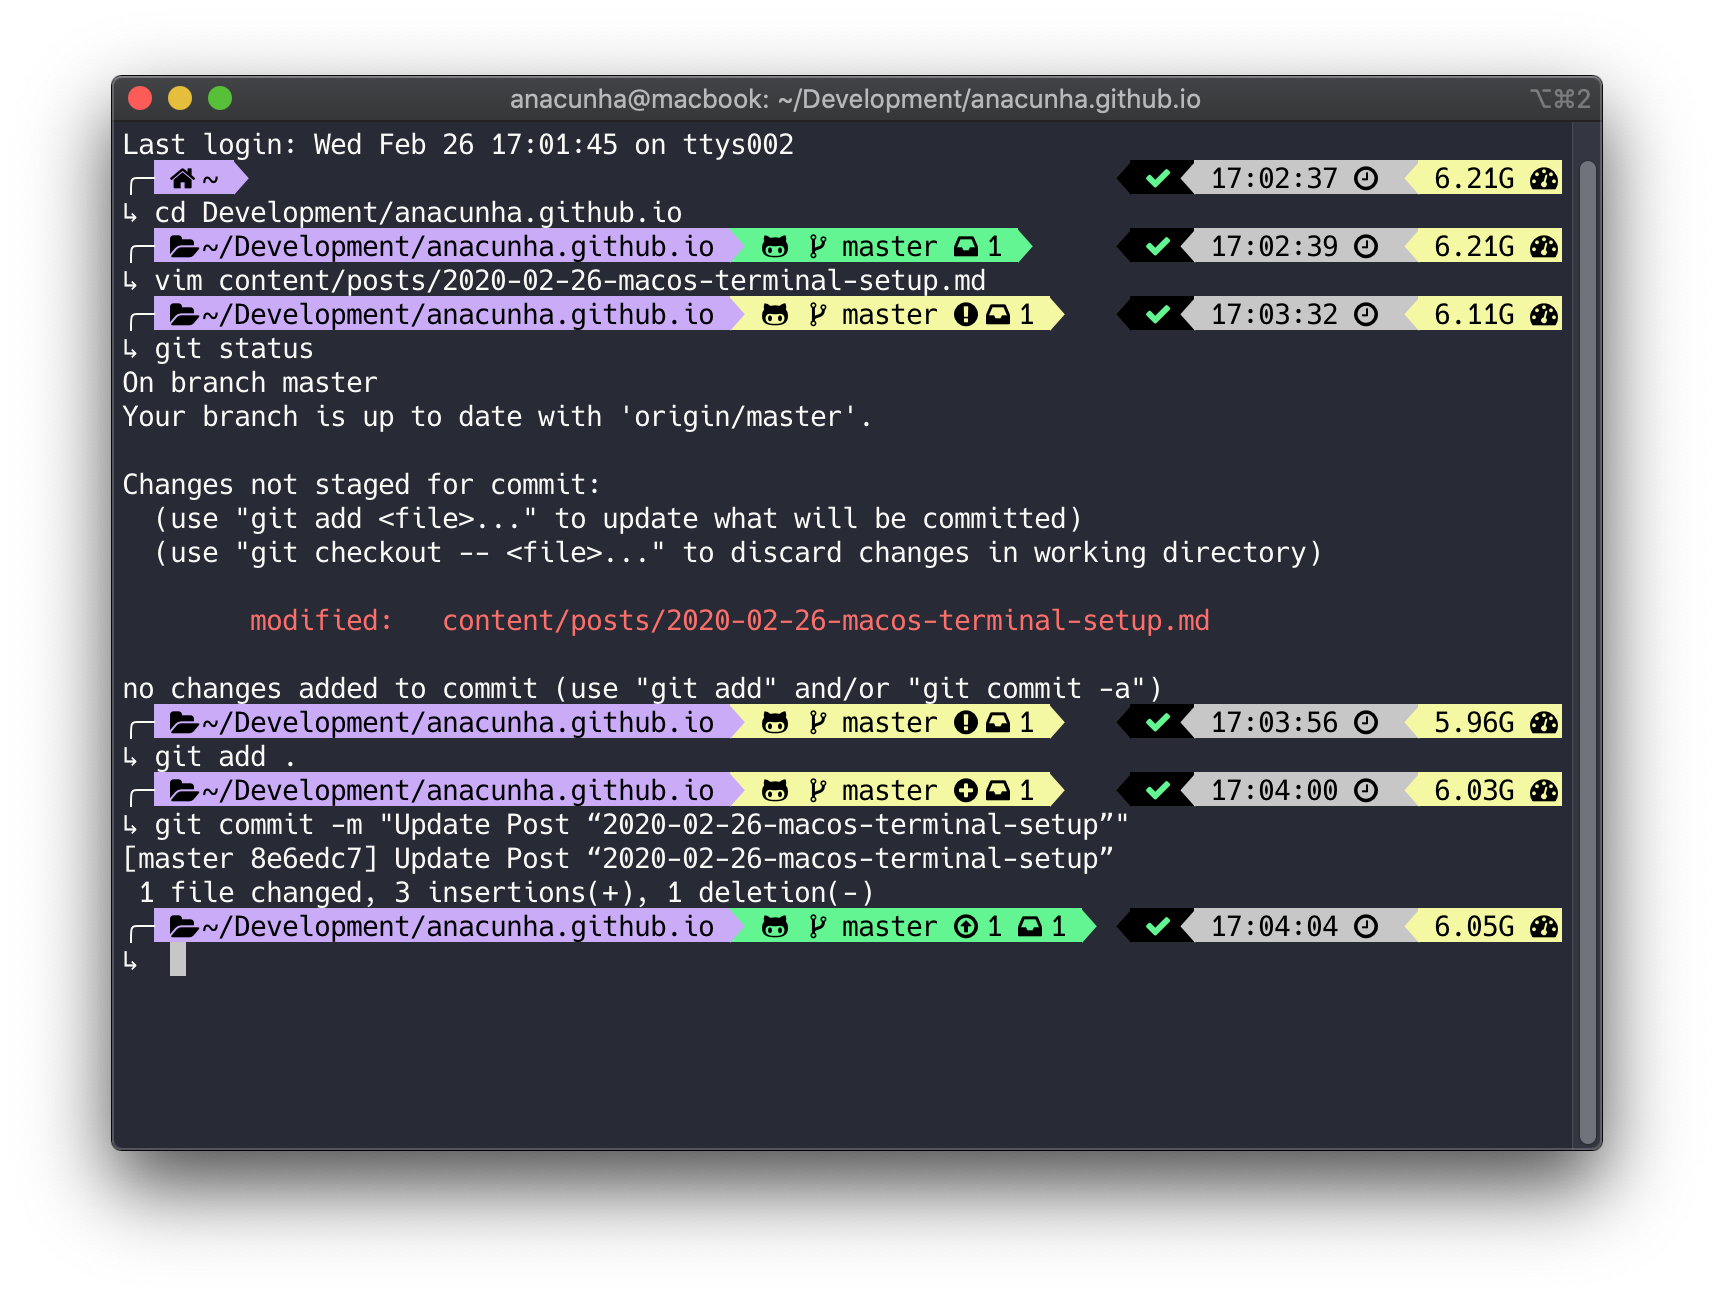 anacunha@macbook: ~/Development/anacunha.github.io ⌥⌘2
Last login: Wed Feb 26 17:01:45 on ttys002
~ 17:02:37 6.21G
↳ cd Development/anacunha.github.io
~/Development/anacunha.github.io master 1 17:02:39 6.21G
↳ vim content/posts/2020-02-26-macos-terminal-setup.md
~/Development/anacunha.github.io master 1 17:03:32 6.11G
↳ git status
On branch master
Your branch is up to date with 'origin/master'.
Changes not staged for commit:
(use "git add <file>..." to update what will be committed)
(use "git checkout -- <file>..." to discard changes in working directory)
modified: content/posts/2020-02-26-macos-terminal-setup.md
no changes added to commit (use "git add" and/or "git commit -a")
~/Development/anacunha.github.io master 1 17:03:56 5.96G
↳ git add .
~/Development/anacunha.github.io master 1 17:04:00 6.03G
↳ git commit -m "Update Post “2020-02-26-macos-terminal-setup”"
[master 8e6edc7] Update Post “2020-02-26-macos-terminal-setup”
1 file changed, 3 insertions(+), 1 deletion(-)
~/Development/anacunha.github.io master 1 1 17:04:04 6.05G
↳